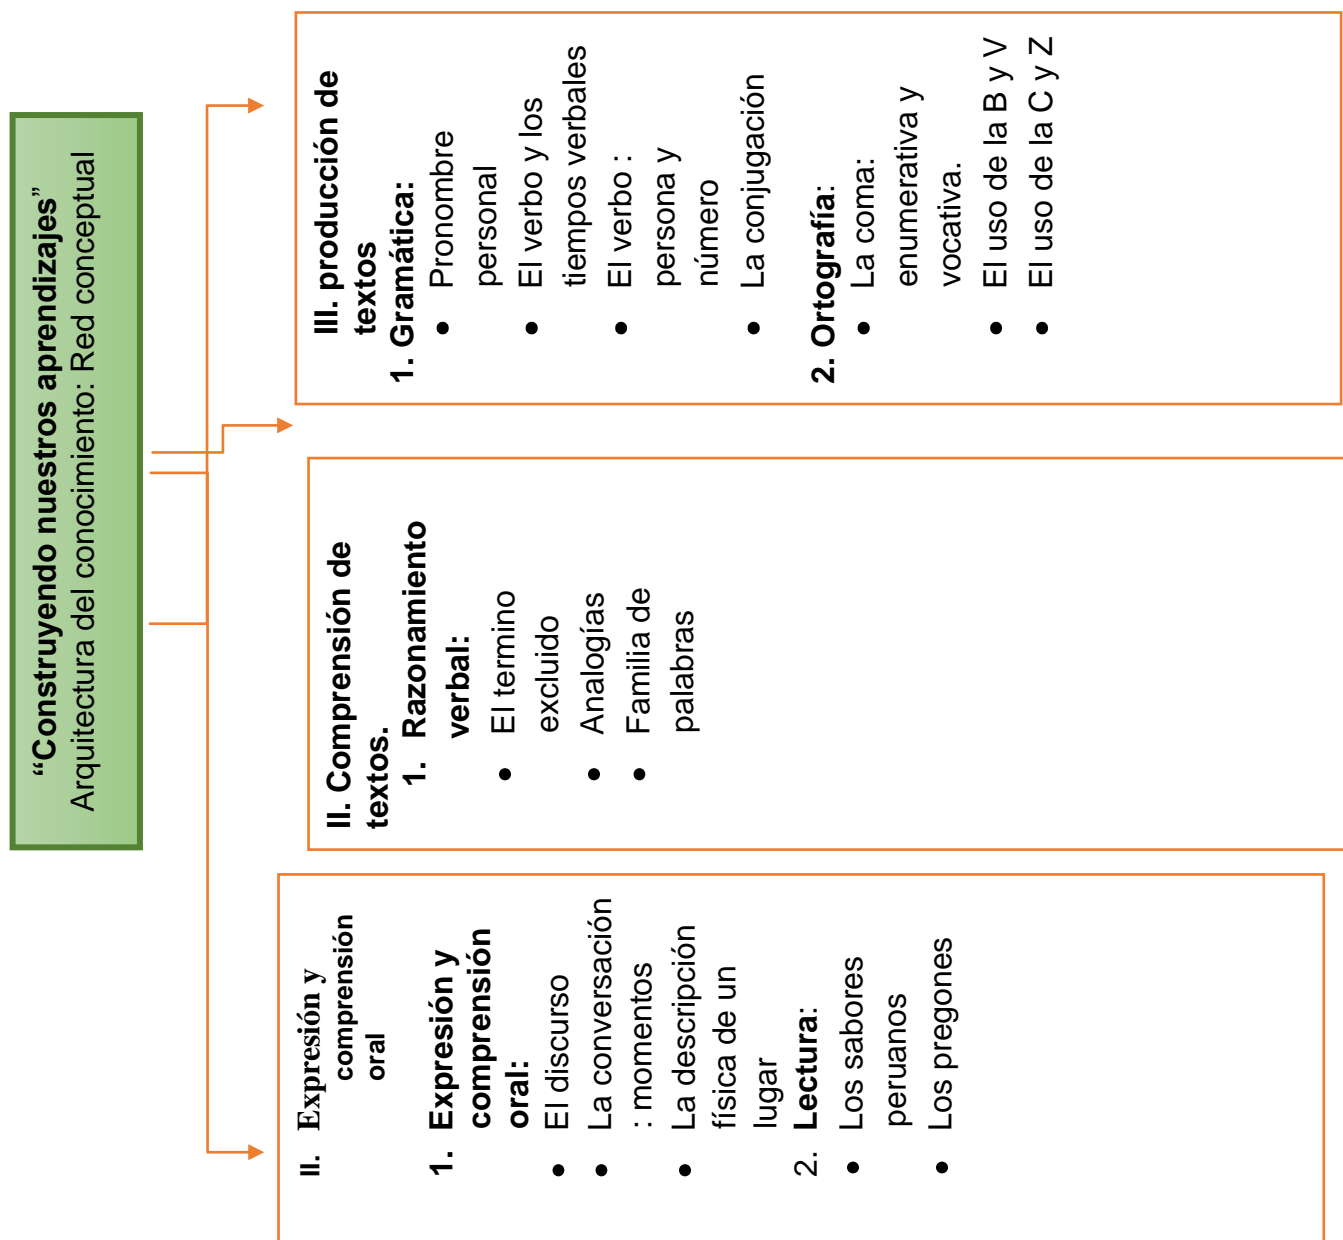 “Construyendo nuestros aprendizajes”
Arquitectura del conocimiento: Red conceptual
II. Expresión y
comprensión
oral
1. Expresión y
comprensión
oral:
• El discurso
• La conversación
: momentos
• La descripción
física de un
lugar
2. Lectura:
• Los sabores
peruanos
• Los pregones
II. Comprensión de
textos.
1. Razonamiento
verbal:
• El termino
excluido
• Analogías
• Familia de
palabras
III. producción de
textos
1. Gramática:
• Pronombre
personal
• El verbo y los
tiempos verbales
• El verbo :
persona y
número
• La conjugación
2. Ortografía:
• La coma:
enumerativa y
vocativa.
• El uso de la B y V
• El uso de la C y Z